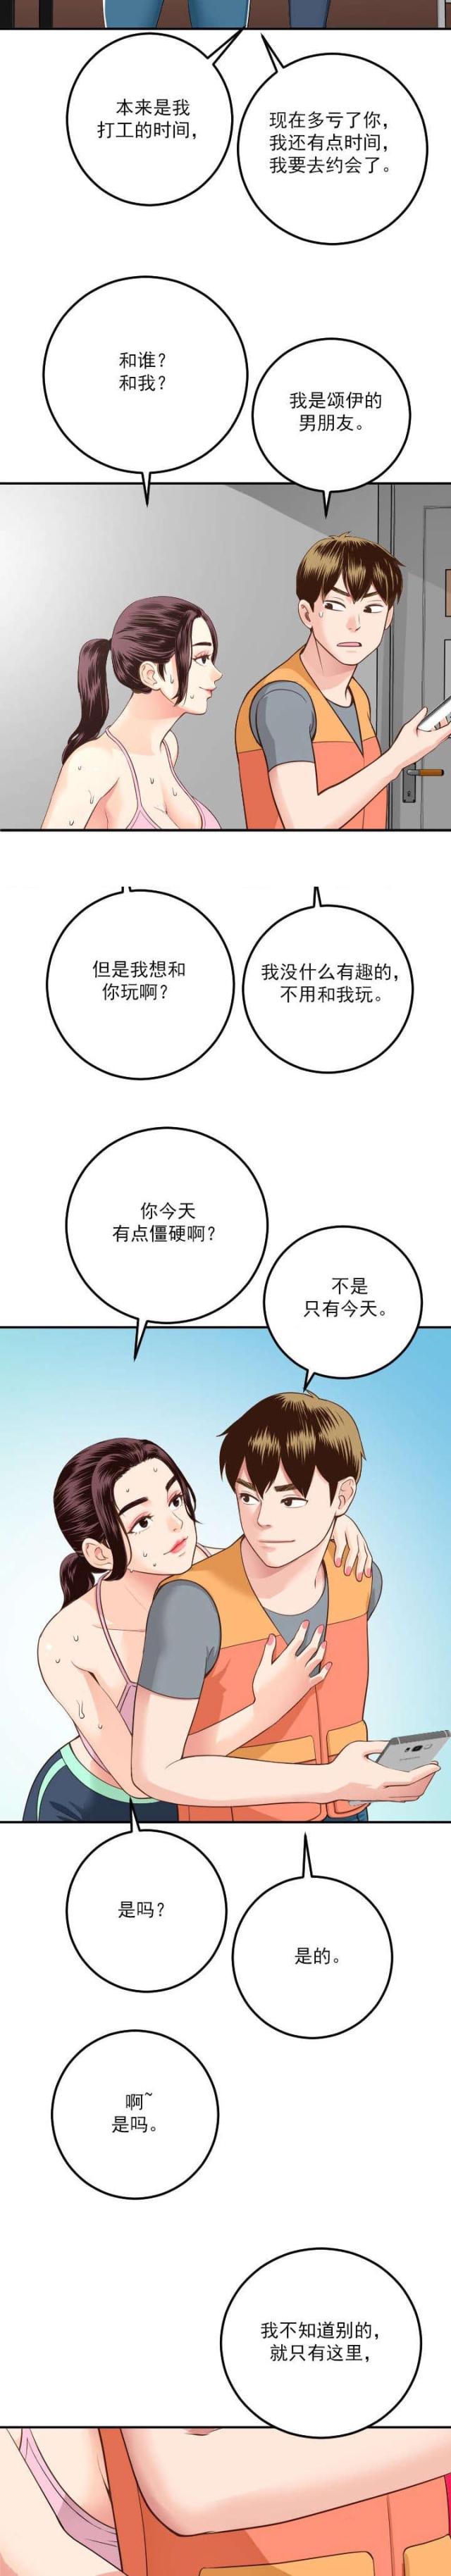 本来是我
打工的时间，
现在多亏了你，
我还有点时间，
我要去约会了。
和谁？
和我？
我是颂伊的
男朋友。
但是我想和
你玩啊？
我没什么有趣的，
不用和我玩。
你今天
有点僵硬啊？
不是
只有今天。
是吗？
是的。
啊~
是吗。
我不知道别的，
就只有这里，